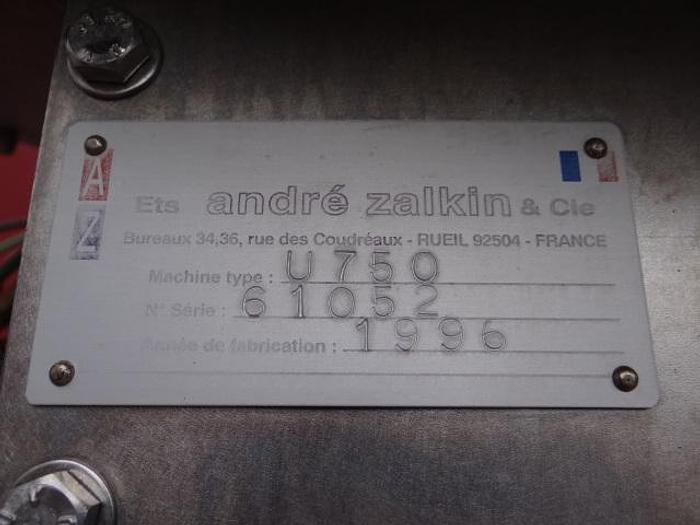 A Z
Ets andré zalkin & Cie
Bureaux 34,36, rue des Coudréaux - RUEIL 92504 - FRANCE
Machine type : U750
N° Série : 61052
Année de fabrication : 1996